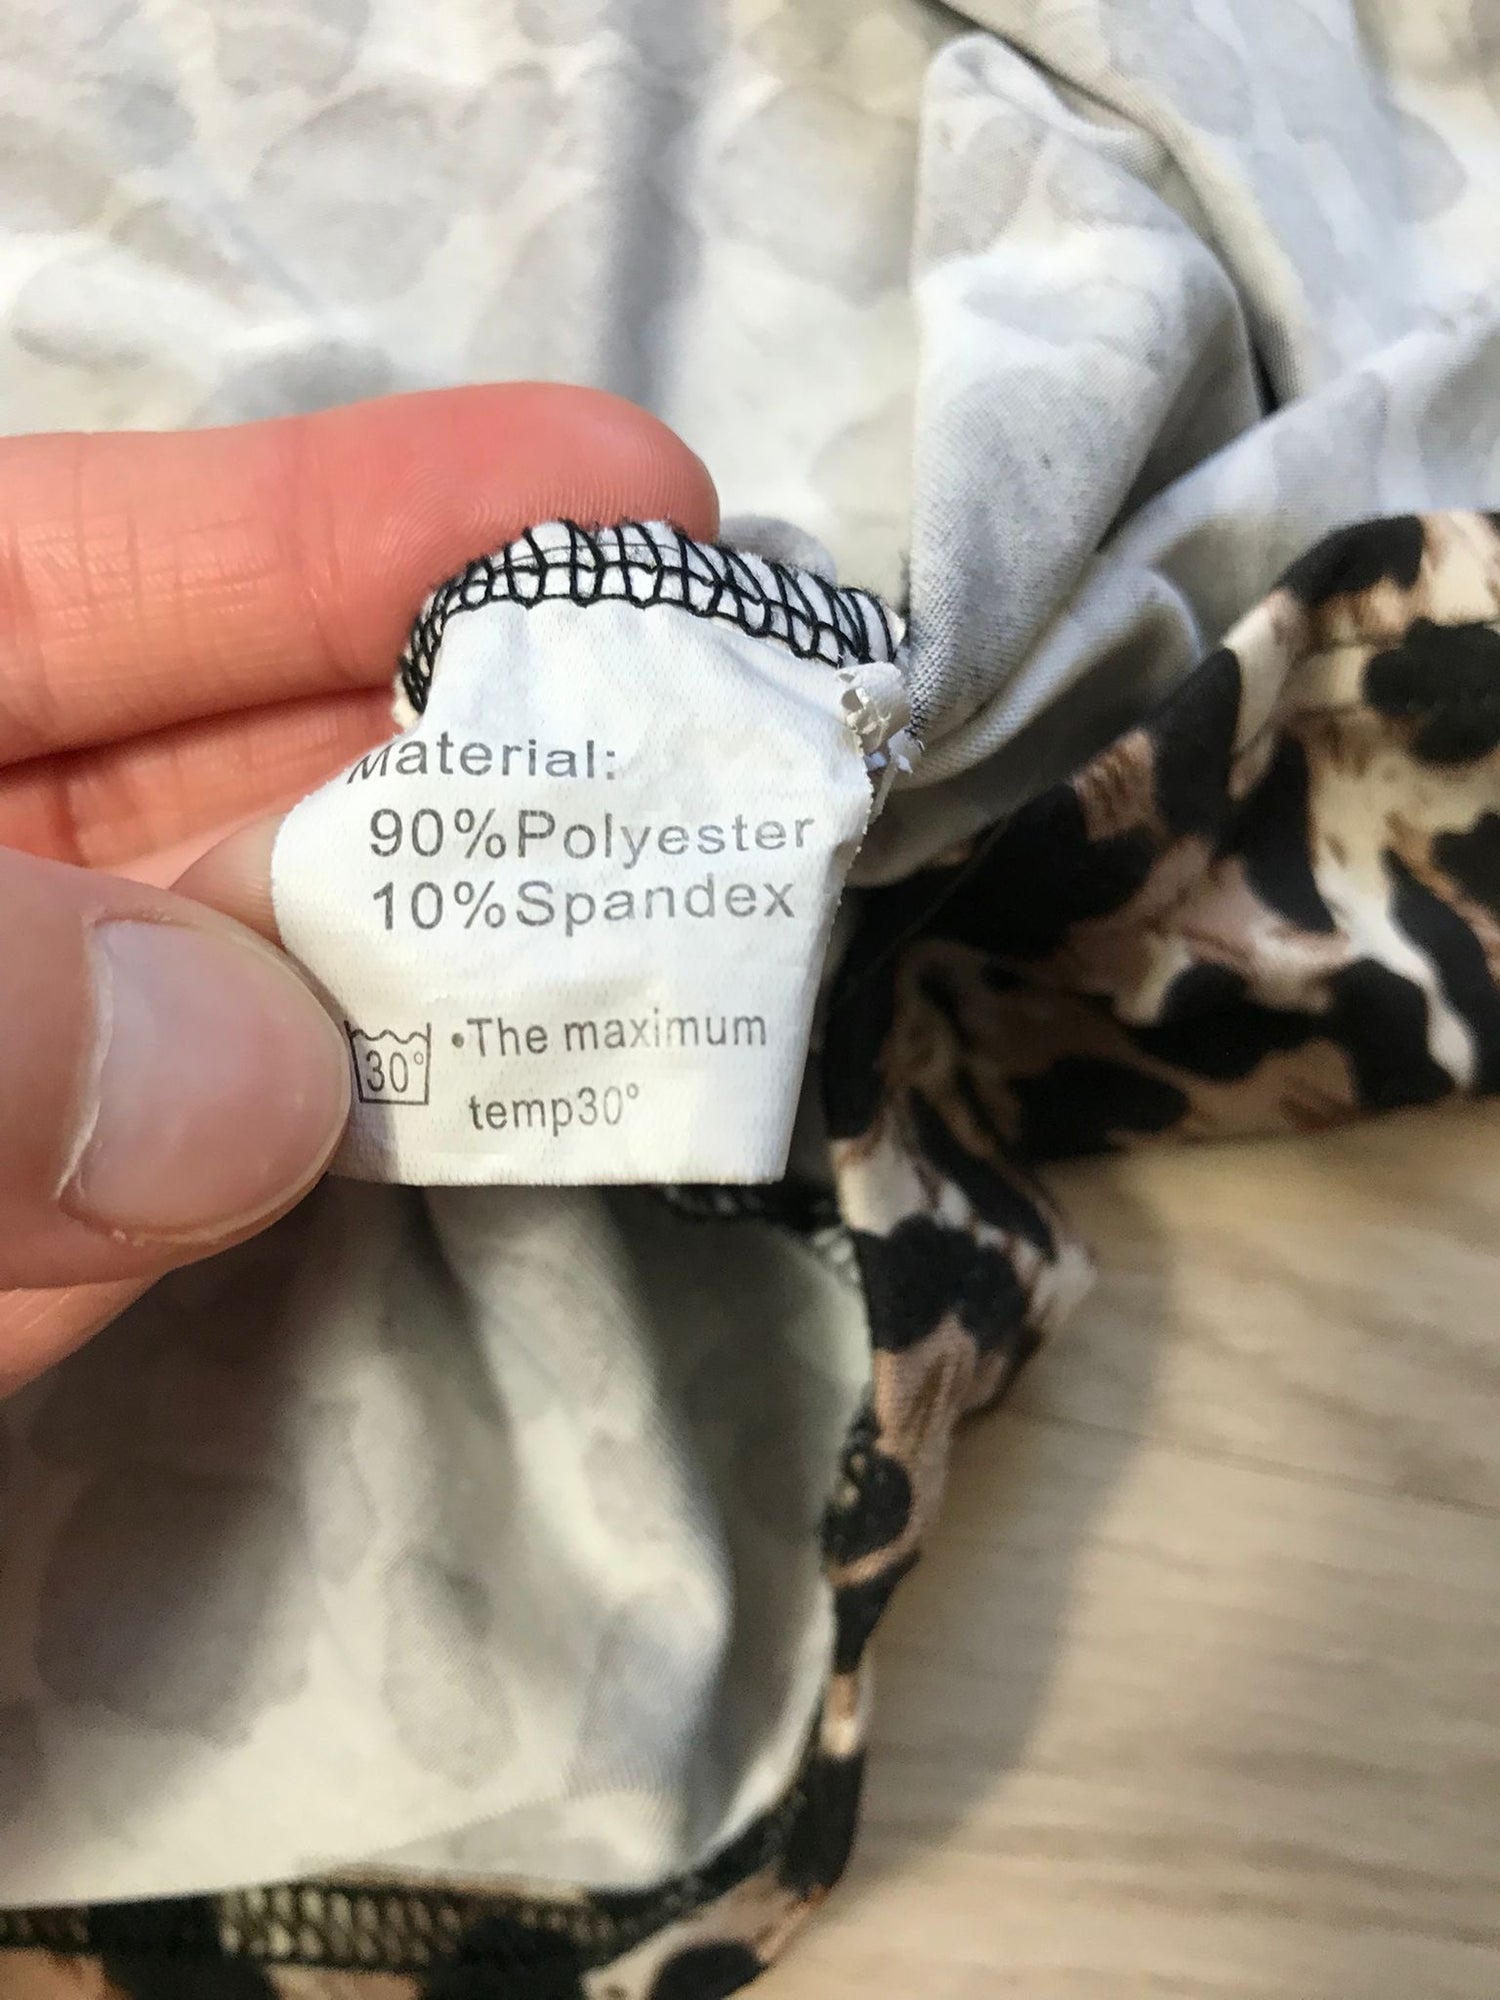 Material:
90%Polyester
10%Spandex
30° •The maximum
temp30°